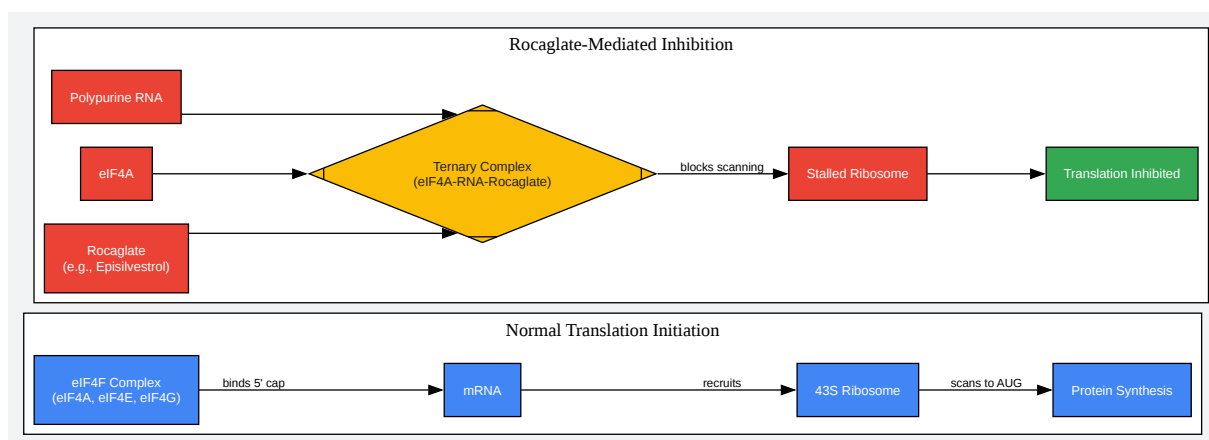 Rocaglate-Mediated Inhibition
Polypurine RNA
eIF4A
Rocaglate
(e.g., Episilvestrol)
Ternary Complex
(eIF4A-RNA-Rocaglate)
blocks scanning
Stalled Ribosome
Translation Inhibited
Normal Translation Initiation
eIF4F Complex
(eIF4A, eIF4E, eIF4G)
binds 5' cap
mRNA
recruits
43S Ribosome
scans to AUG
Protein Synthesis